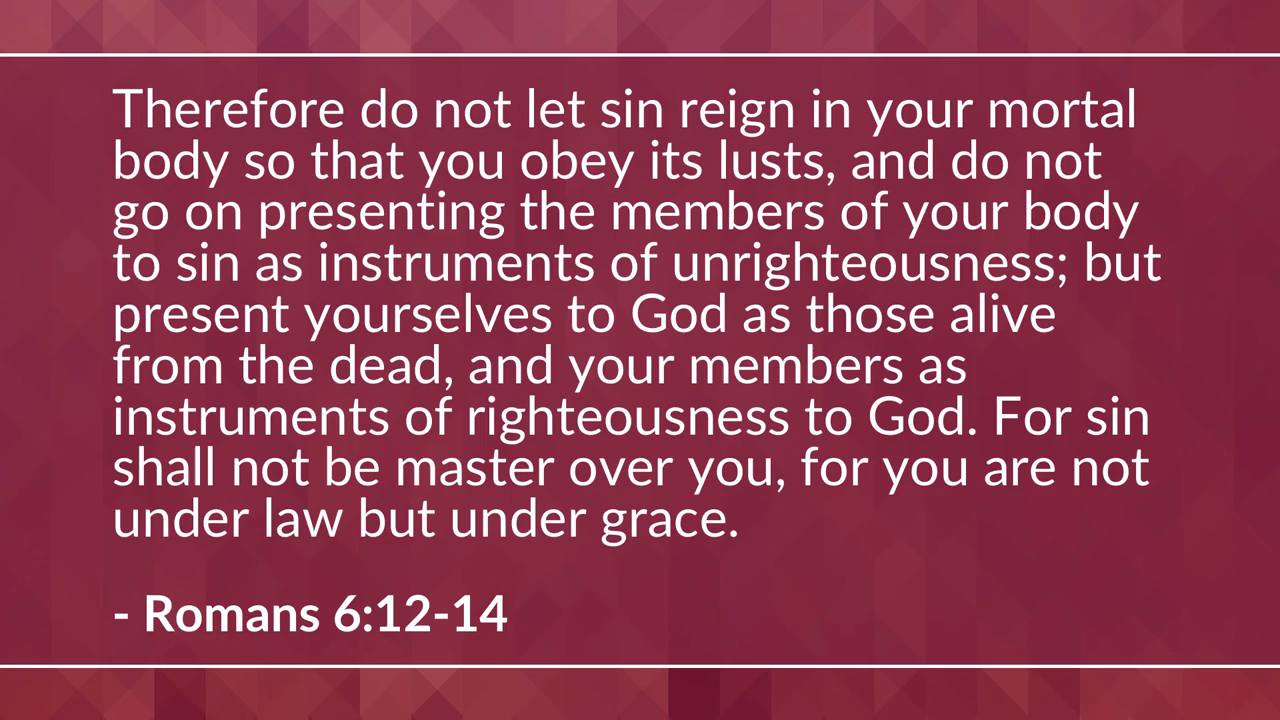 Therefore do not let sin reign in your mortal
body so that you obey its lusts, and do not
go on presenting the members of your body
to sin as instruments of unrighteousness; but
present yourselves to God as those alive
from the dead, and your members as
instruments of righteousness to God. For sin
shall not be master over you, for you are not
under law but under grace.
- Romans 6:12-14